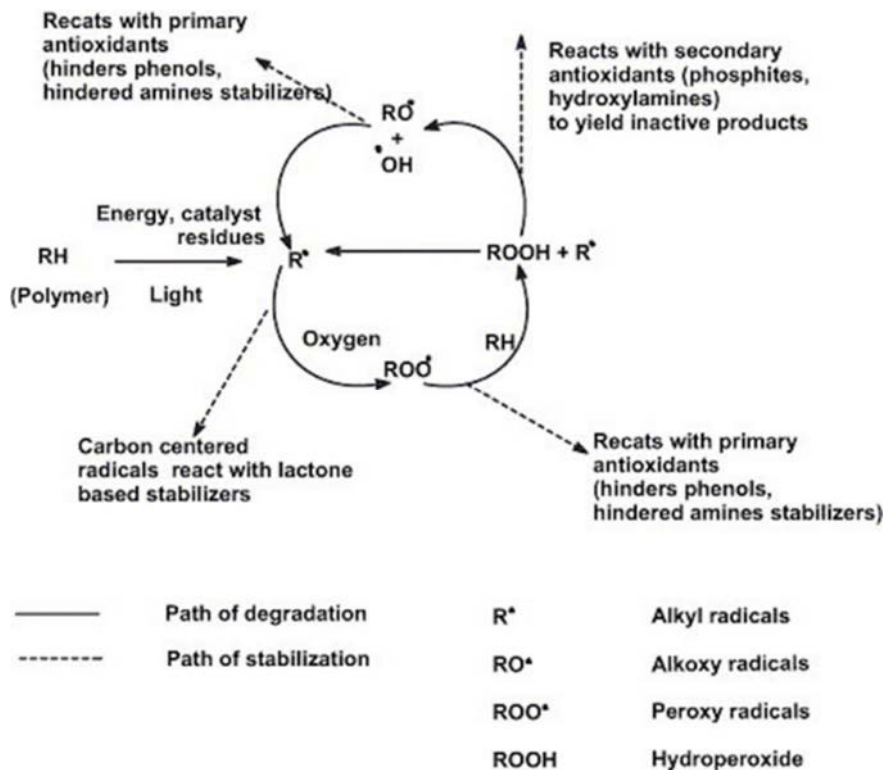 Recats with primary
antioxidants
(hinders phenols,
hindered amines stabilizers)
Reacts with secondary
antioxidants (phosphites,
hydroxylamines)
to yield inactive products
RO•
+
•OH
Energy, catalyst
residues
RH
(Polymer)
Light
R•
ROOH + R•
Oxygen
RH
ROO•
Carbon centered
radicals react with lactone
based stabilizers
Recats with primary
antioxidants
(hinders phenols,
hindered amines stabilizers)
Path of degradation
Path of stabilization
R• Alkyl radicals
RO• Alkoxy radicals
ROO• Peroxy radicals
ROOH Hydroperoxide